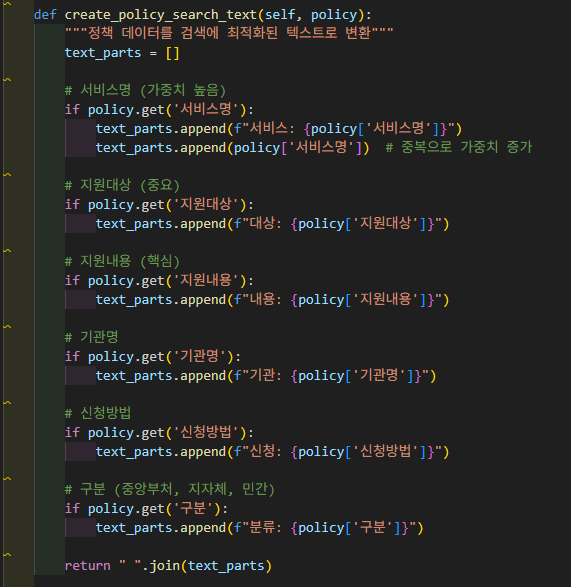 def create_policy_search_text(self, policy):
"""정책 데이터를 검색에 최적화된 텍스트로 변환"""
text_parts = []
# 서비스명 (가중치 높음)
if policy.get('서비스명'):
text_parts.append(f"서비스: {policy['서비스명']}")
text_parts.append(policy['서비스명'])  # 중복으로 가중치 증가
# 지원대상 (중요)
if policy.get('지원대상'):
text_parts.append(f"대상: {policy['지원대상']}")
# 지원내용 (핵심)
if policy.get('지원내용'):
text_parts.append(f"내용: {policy['지원내용']}")
# 기관명
if policy.get('기관명'):
text_parts.append(f"기관: {policy['기관명']}")
# 신청방법
if policy.get('신청방법'):
text_parts.append(f"신청: {policy['신청방법']}")
# 구분 (중앙부처, 지자체, 민간)
if policy.get('구분'):
text_parts.append(f"분류: {policy['구분']}")
return " ".join(text_parts)